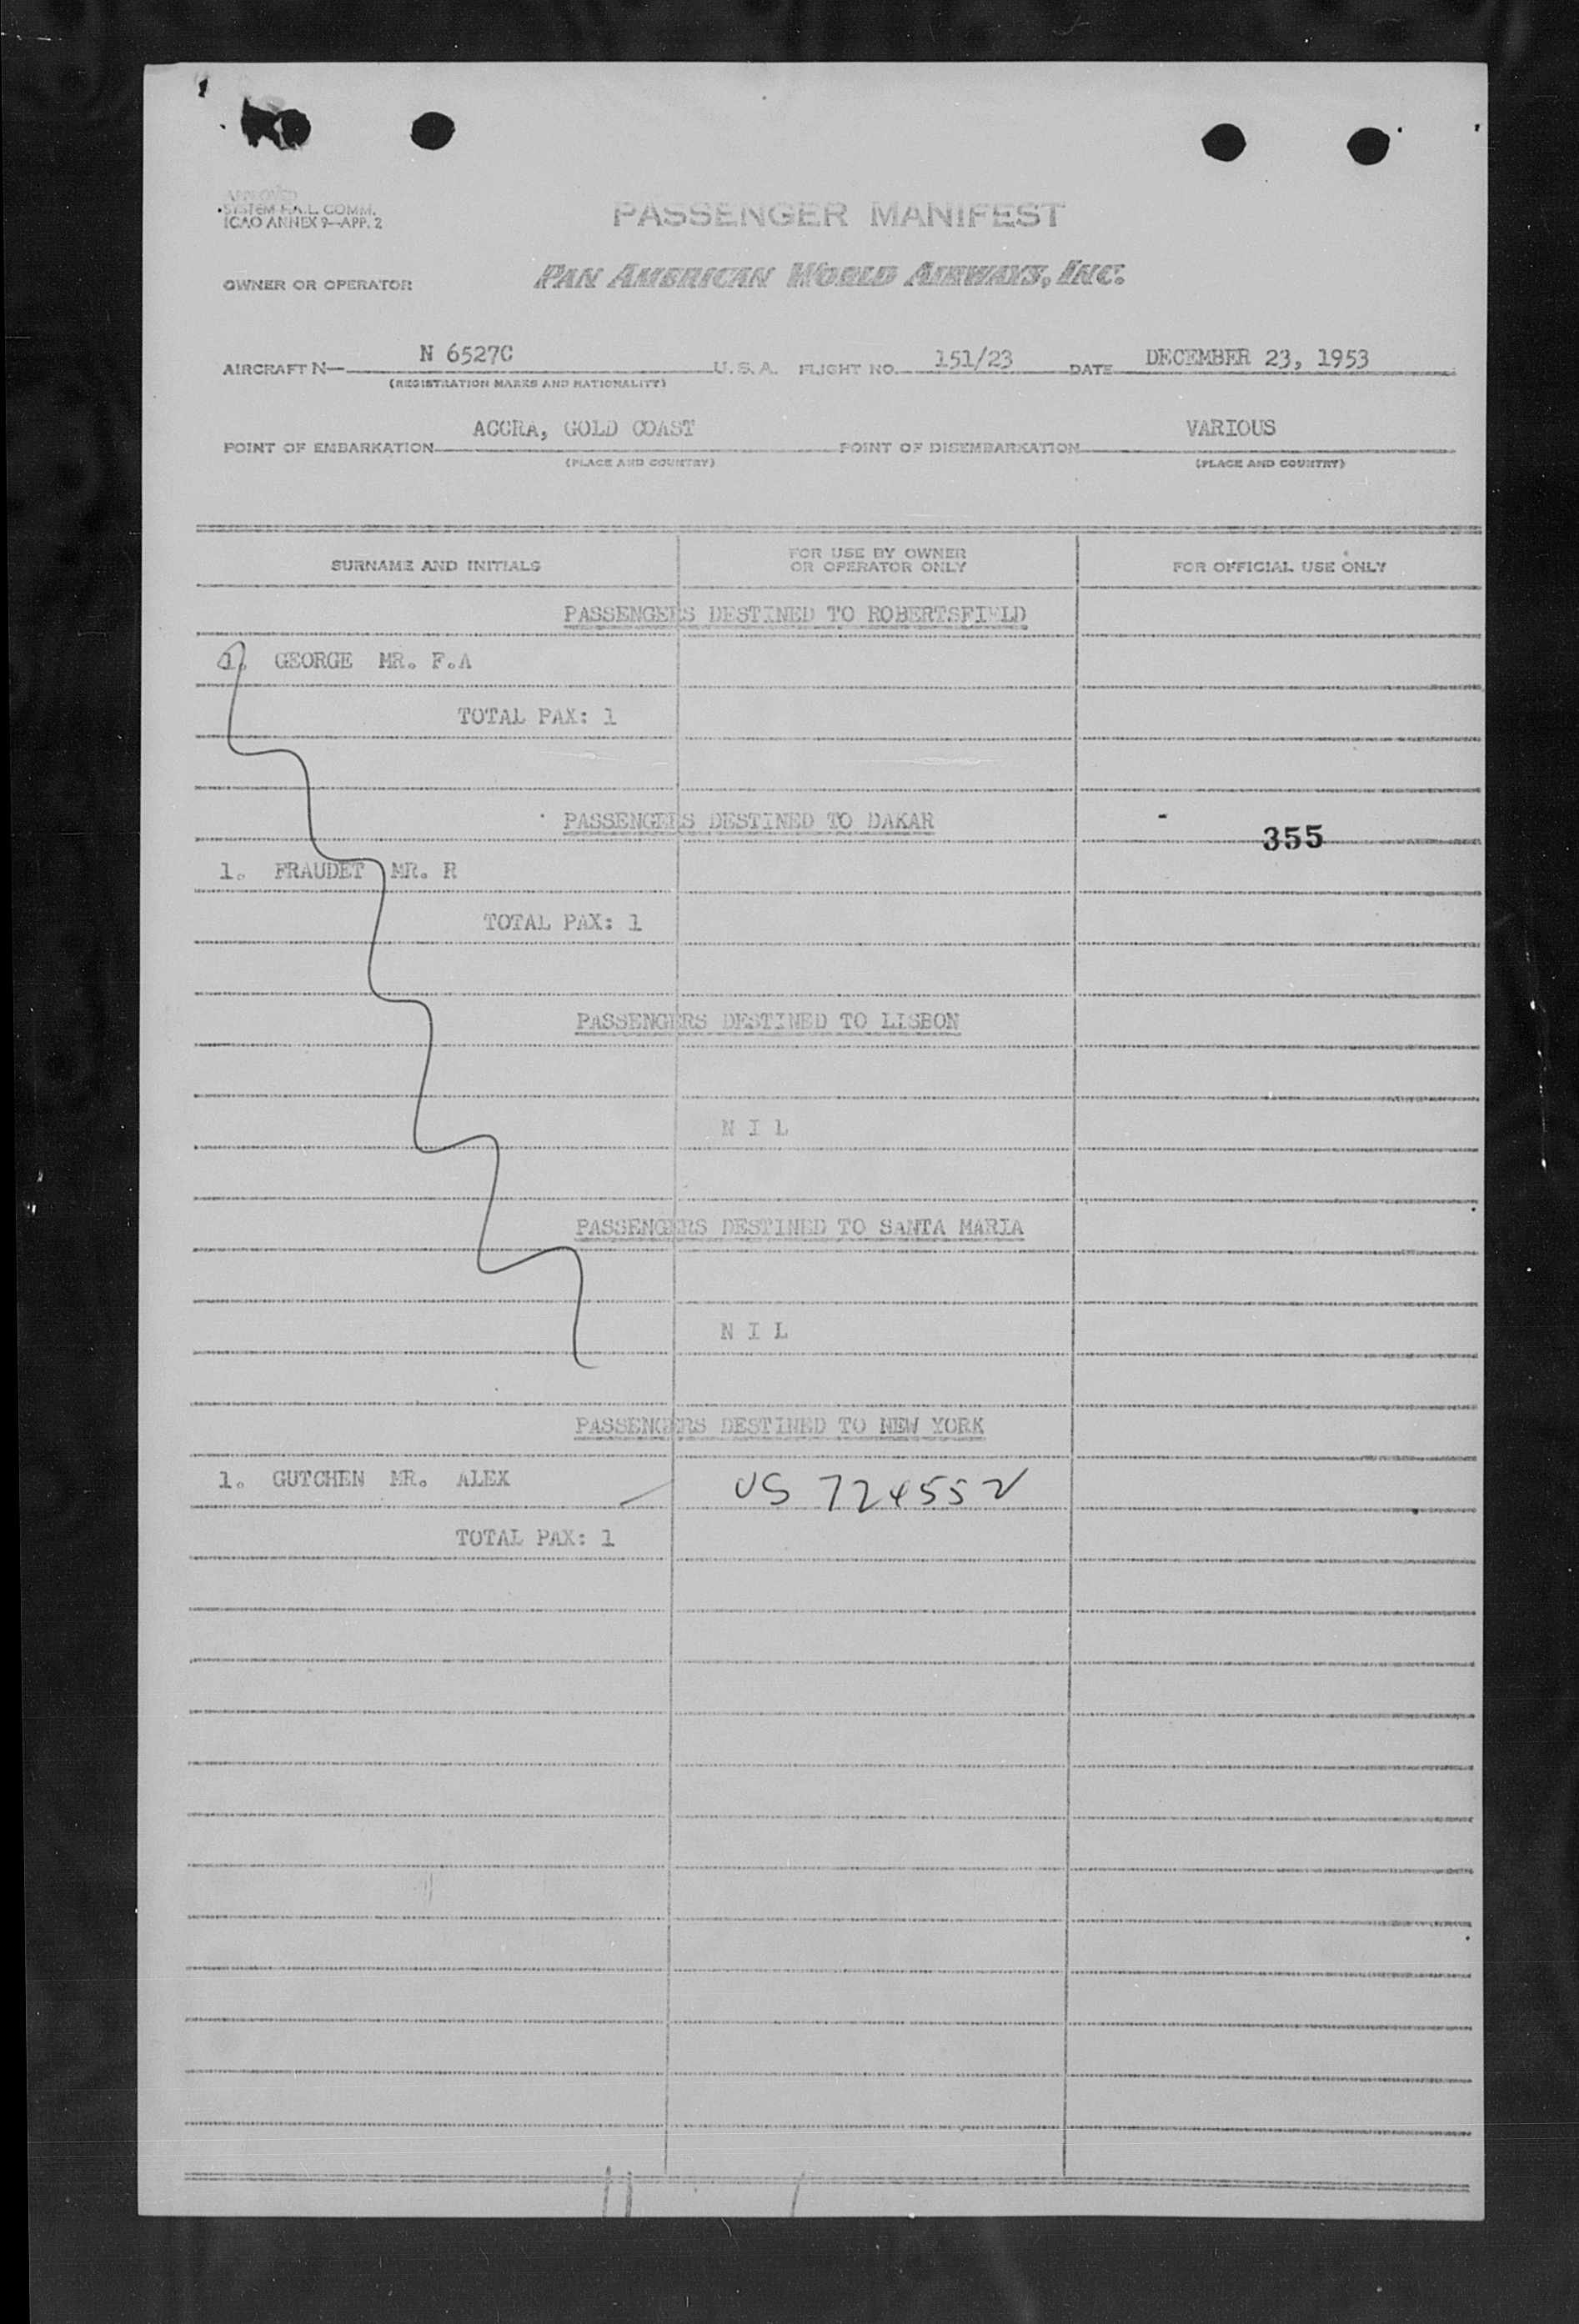 APPROVED
SYSTEM F.A.L. COMM.
ICAO ANNEX 9—APP. 2
PASSENGER MANIFEST
OWNER OR OPERATOR PAN AMERICAN WORLD AIRWAYS, INC.
AIRCRAFT N— N 6527C U.S.A. FLIGHT NO. 151/23 DATE DECEMBER 23, 1953
(REGISTRATION MARKS AND NATIONALITY)
POINT OF EMBARKATION ACCRA, GOLD COAST POINT OF DISEMBARKATION VARIOUS
(PLACE AND COUNTRY) (PLACE AND COUNTRY)
SURNAME AND INITIALS FOR USE BY OWNER OR OPERATOR ONLY FOR OFFICIAL USE ONLY
PASSENGERS DESTINED TO ROBERTSFIELD
1. GEORGE MR. F.A
TOTAL PAX: 1
PASSENGERS DESTINED TO DAKAR
355
1. FRAUDET MR. R
TOTAL PAX: 1
PASSENGERS DESTINED TO LISBON
N I L
PASSENGERS DESTINED TO SANTA MARIA
N I L
PASSENGERS DESTINED TO NEW YORK
1. GUTCHEN MR. ALEX US 724552
TOTAL PAX: 1